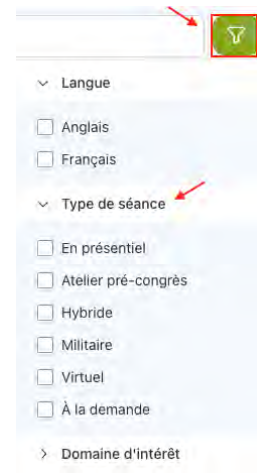 Langue
Anglais
Français
Type de séance
En présentiel
Atelier pré-congrès
Hybride
Militaire
Virtuel
À la demande
Domaine d'intérêt